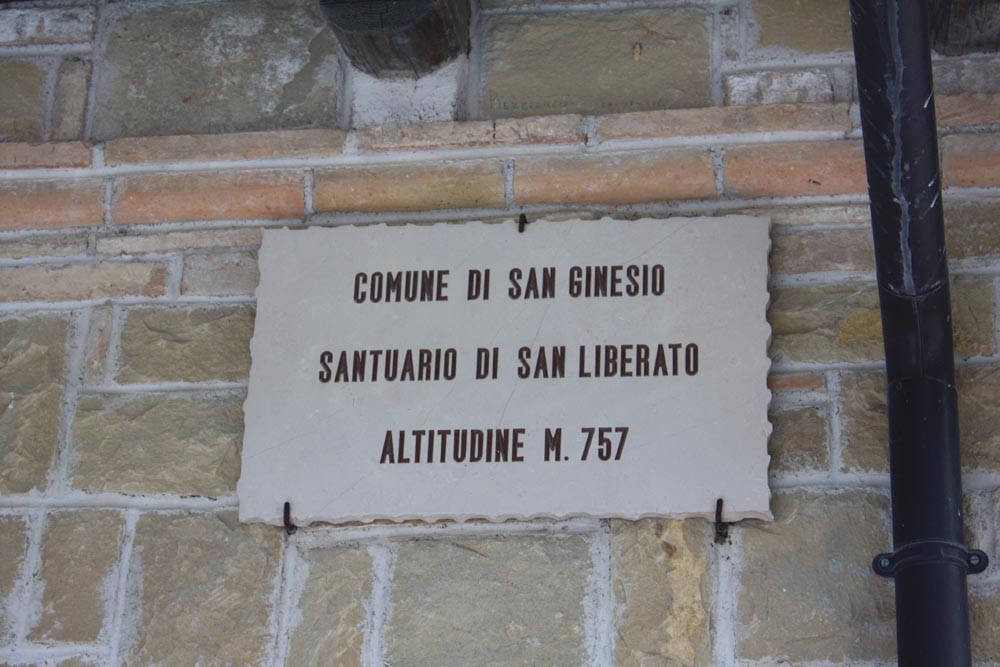 COMUNE DI SAN GINESIO
SANTUARIO DI SAN LIBERATO
ALTITUDINE M. 757